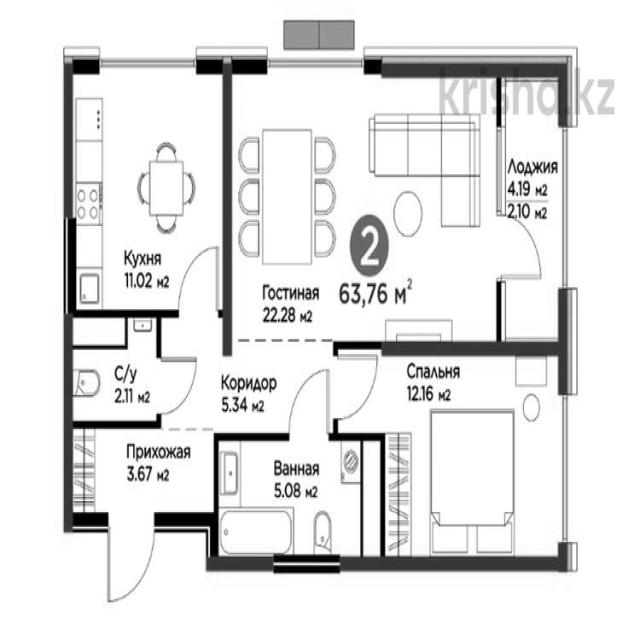 krisha.kz
Лоджия
4.19 м2
2.10 м2
Кухня
11.02 м2
2
63,76 м²
Гостиная
22.28 м2
С/у
2.11 м2
Коридор
5.34 м2
Спальня
12.16 м2
Прихожая
3.67 м2
Ванная
5.08 м2